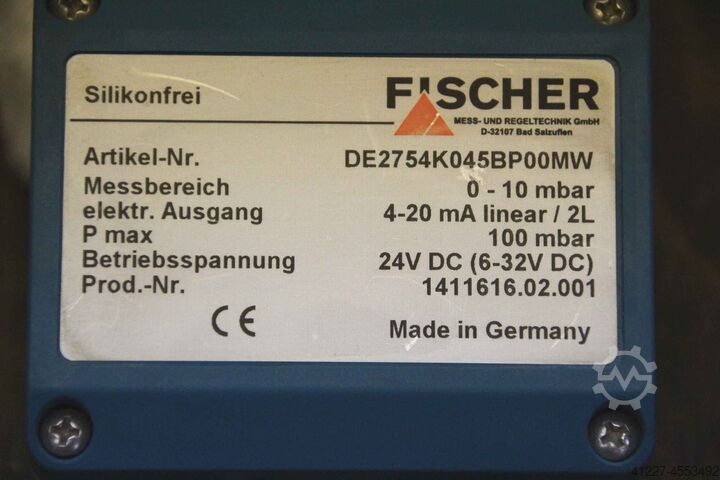 Silikonfrei
FISCHER
MESS- UND REGELTECHNIK GmbH
D-32107 Bad Salzuflen
Artikel-Nr. DE2754K045BP00MW
Messbereich 0 - 10 mbar
elektr. Ausgang 4-20 mA linear / 2L
P max 100 mbar
Betriebsspannung 24V DC (6-32V DC)
Prod.-Nr. 1411616.02.001
CE Made in Germany
41227-4553492